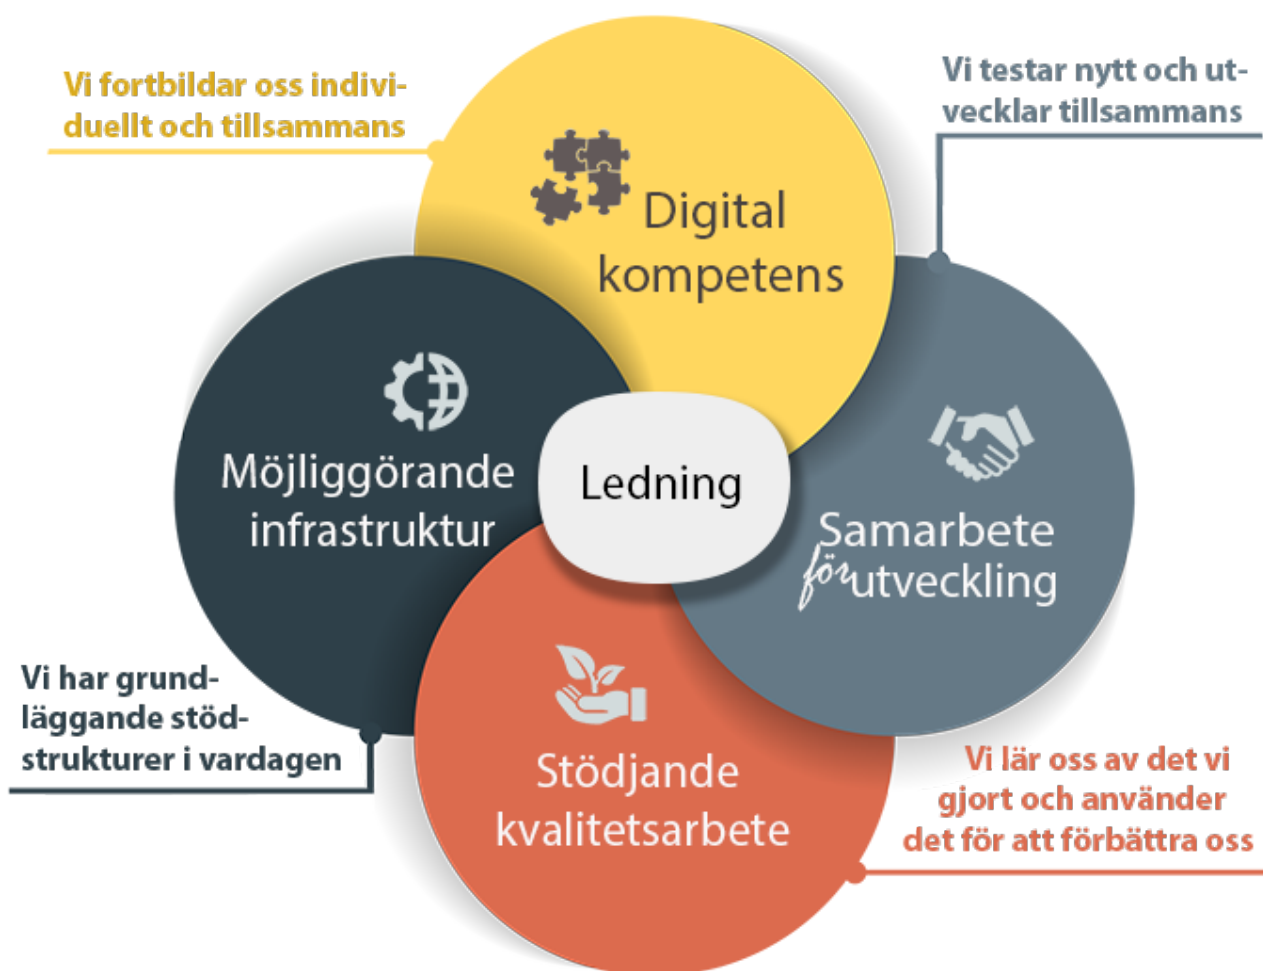 Vi fortbildar oss indivi-
duellt och tillsammans
Vi testar nytt och ut-
vecklar tillsammans
Digital
kompetens
Möjliggörande
infrastruktur
Ledning
Samarbete
för utveckling
Vi har grund-
läggande stöd-
strukturer i vardagen
Stödjande
kvalitetsarbete
Vi lär oss av det vi
gjort och använder
det för att förbättra oss